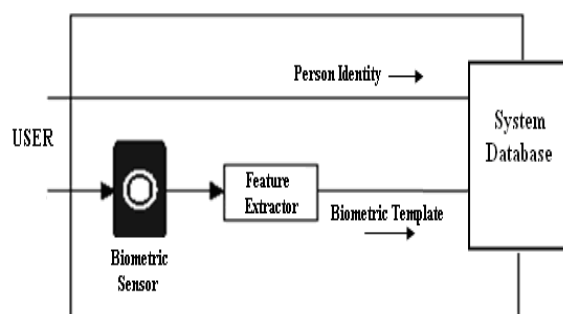 Person Identity
System
Database
USER
Feature
Extractor
Biometric Template
Biometric
Sensor